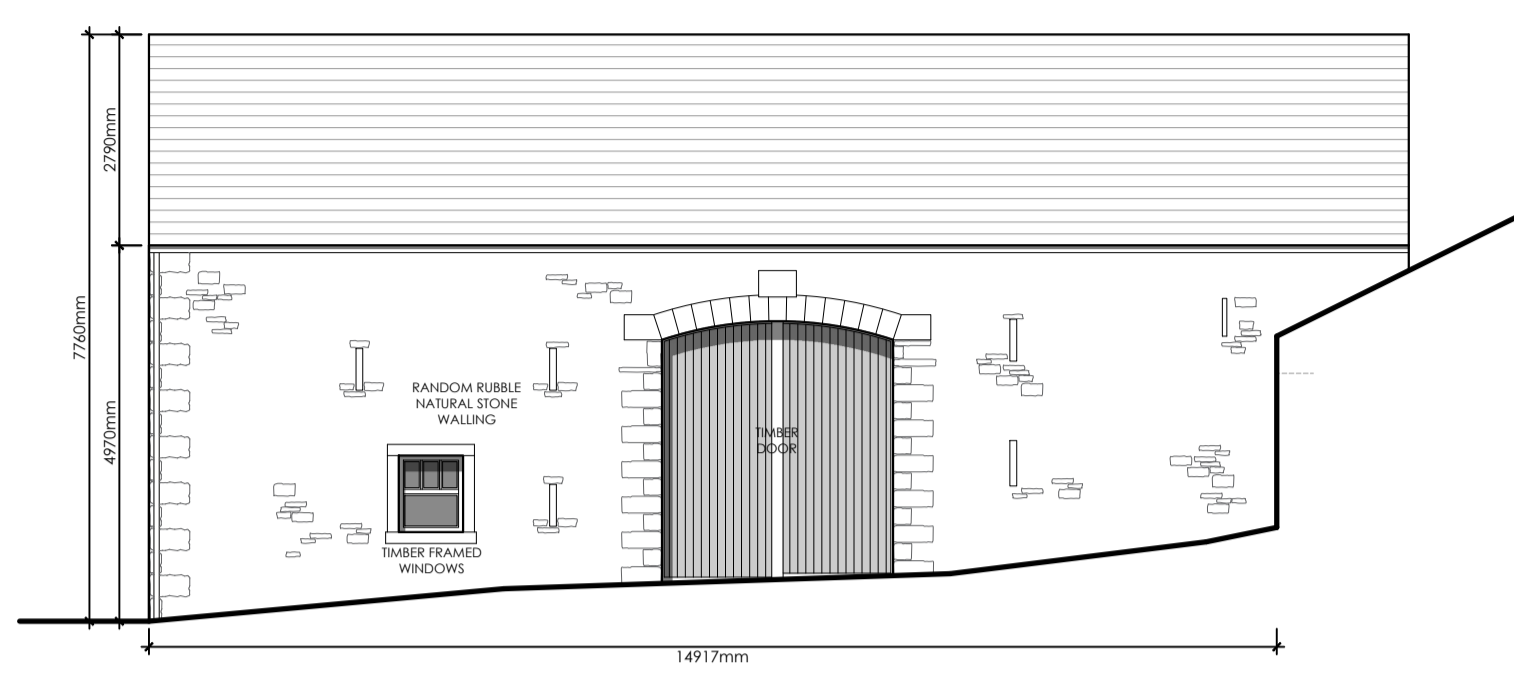 2790mm
7760mm
4970mm
RANDOM RUBBLE
NATURAL STONE
WALLING
TIMBER
DOOR
TIMBER FRAMED
WINDOWS
14917mm